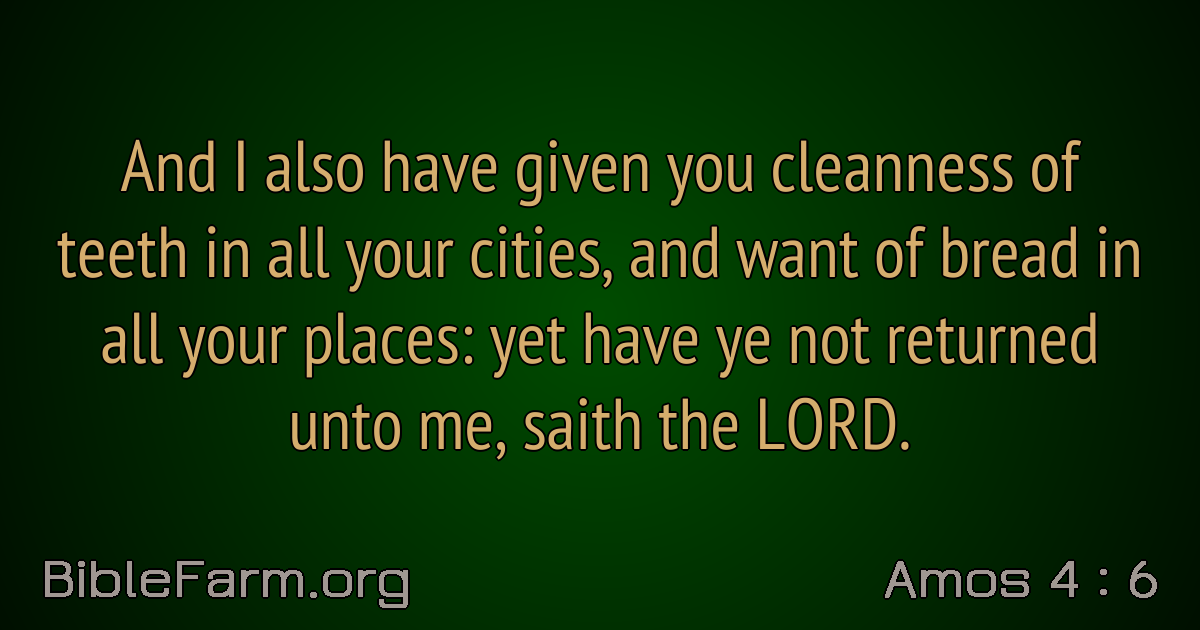 And I also have given you cleanness of
teeth in all your cities, and want of bread in
all your places: yet have ye not returned
unto me, saith the LORD.
BibleFarm.org
Amos 4 : 6